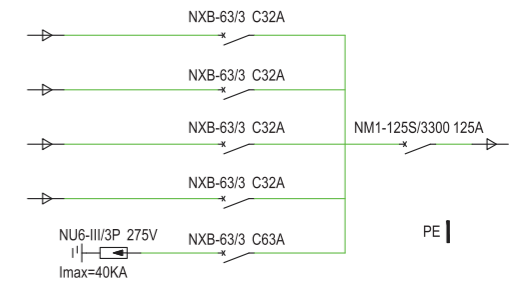 NXB-63/3 C32A
NXB-63/3 C32A
NXB-63/3 C32A
NM1-125S/3300 125A
NXB-63/3 C32A
NU6-III/3P 275V
NXB-63/3 C63A
PE
Imax=40KA